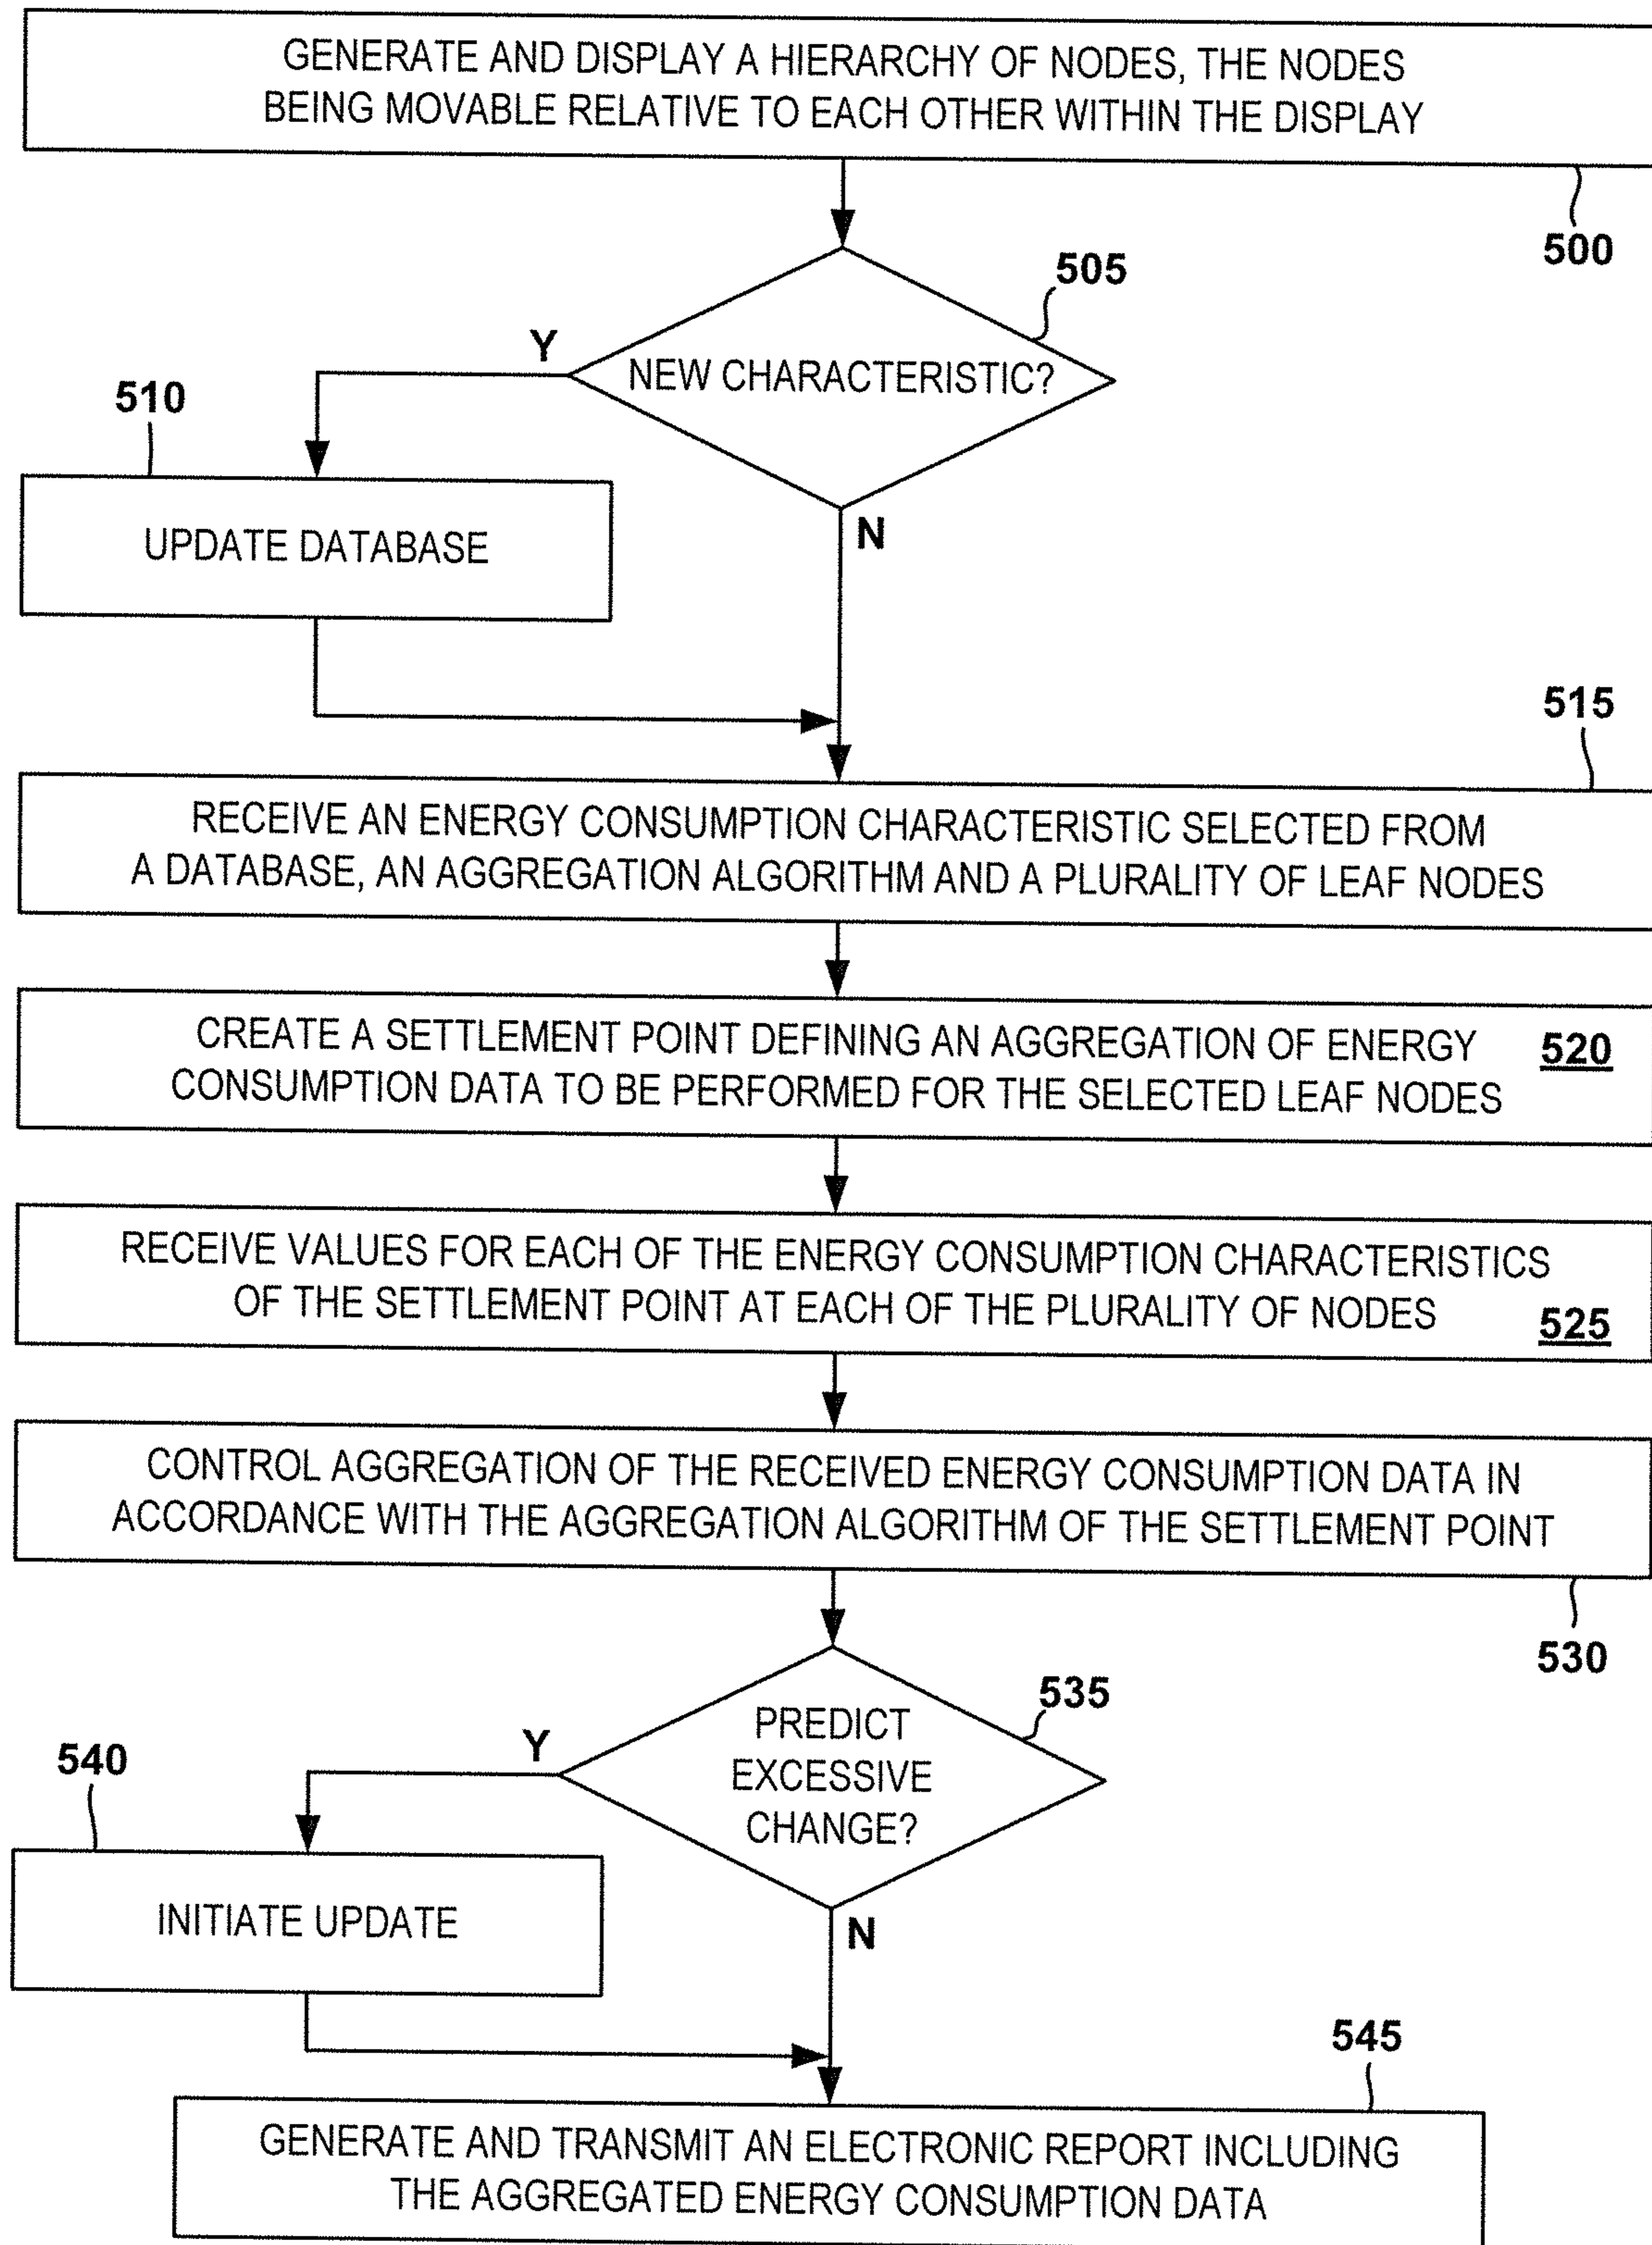 GENERATE AND DISPLAY A HIERARCHY OF NODES, THE NODES
BEING MOVABLE RELATIVE TO EACH OTHER WITHIN THE DISPLAY
500
505
Y
NEW CHARACTERISTIC?
510
UPDATE DATABASE
N
515
RECEIVE AN ENERGY CONSUMPTION CHARACTERISTIC SELECTED FROM
A DATABASE, AN AGGREGATION ALGORITHM AND A PLURALITY OF LEAF NODES
CREATE A SETTLEMENT POINT DEFINING AN AGGREGATION OF ENERGY
520
CONSUMPTION DATA TO BE PERFORMED FOR THE SELECTED LEAF NODES
RECEIVE VALUES FOR EACH OF THE ENERGY CONSUMPTION CHARACTERISTICS
OF THE SETTLEMENT POINT AT EACH OF THE PLURALITY OF NODES
525
CONTROL AGGREGATION OF THE RECEIVED ENERGY CONSUMPTION DATA IN
ACCORDANCE WITH THE AGGREGATION ALGORITHM OF THE SETTLEMENT POINT
530
535
Y
PREDICT
EXCESSIVE
CHANGE?
540
INITIATE UPDATE
N
545
GENERATE AND TRANSMIT AN ELECTRONIC REPORT INCLUDING
THE AGGREGATED ENERGY CONSUMPTION DATA